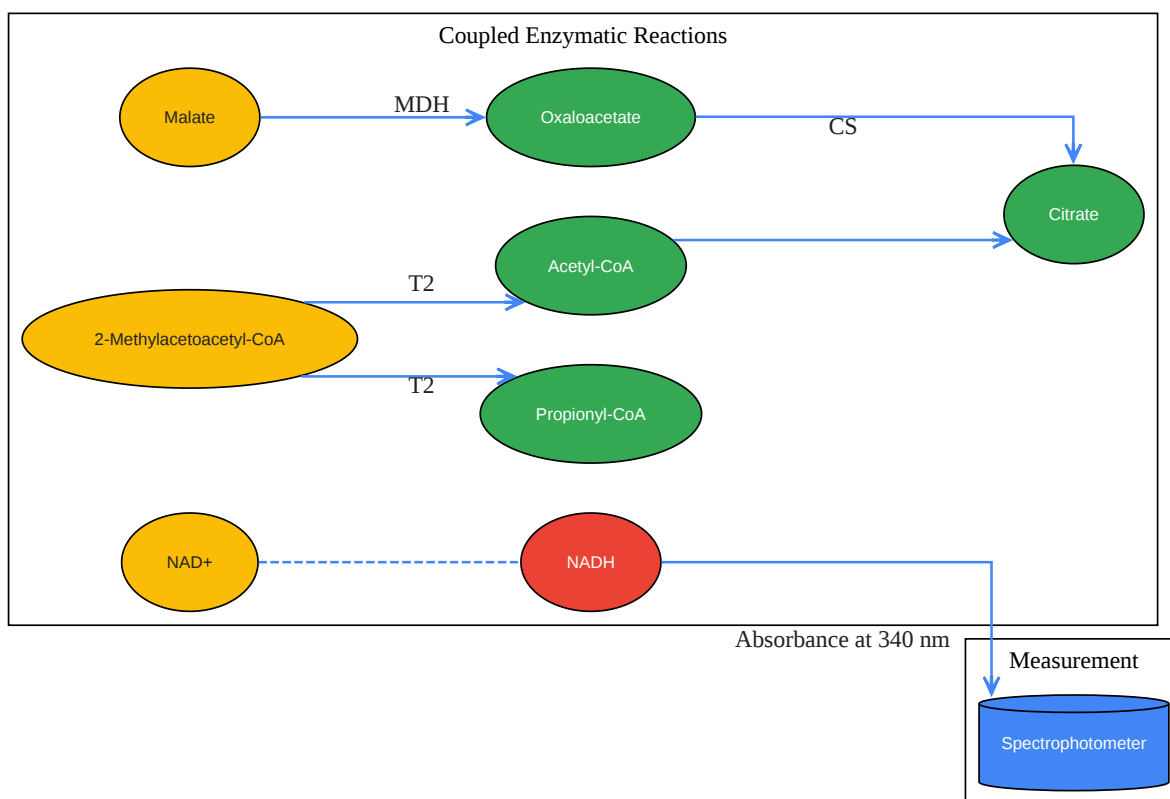 Coupled Enzymatic Reactions
Malate
MDH
Oxaloacetate
CS
Citrate
Acetyl-CoA
T2
2-Methylacetoacetyl-CoA
T2
Propionyl-CoA
NAD+
NADH
Absorbance at 340 nm
Measurement
Spectrophotometer